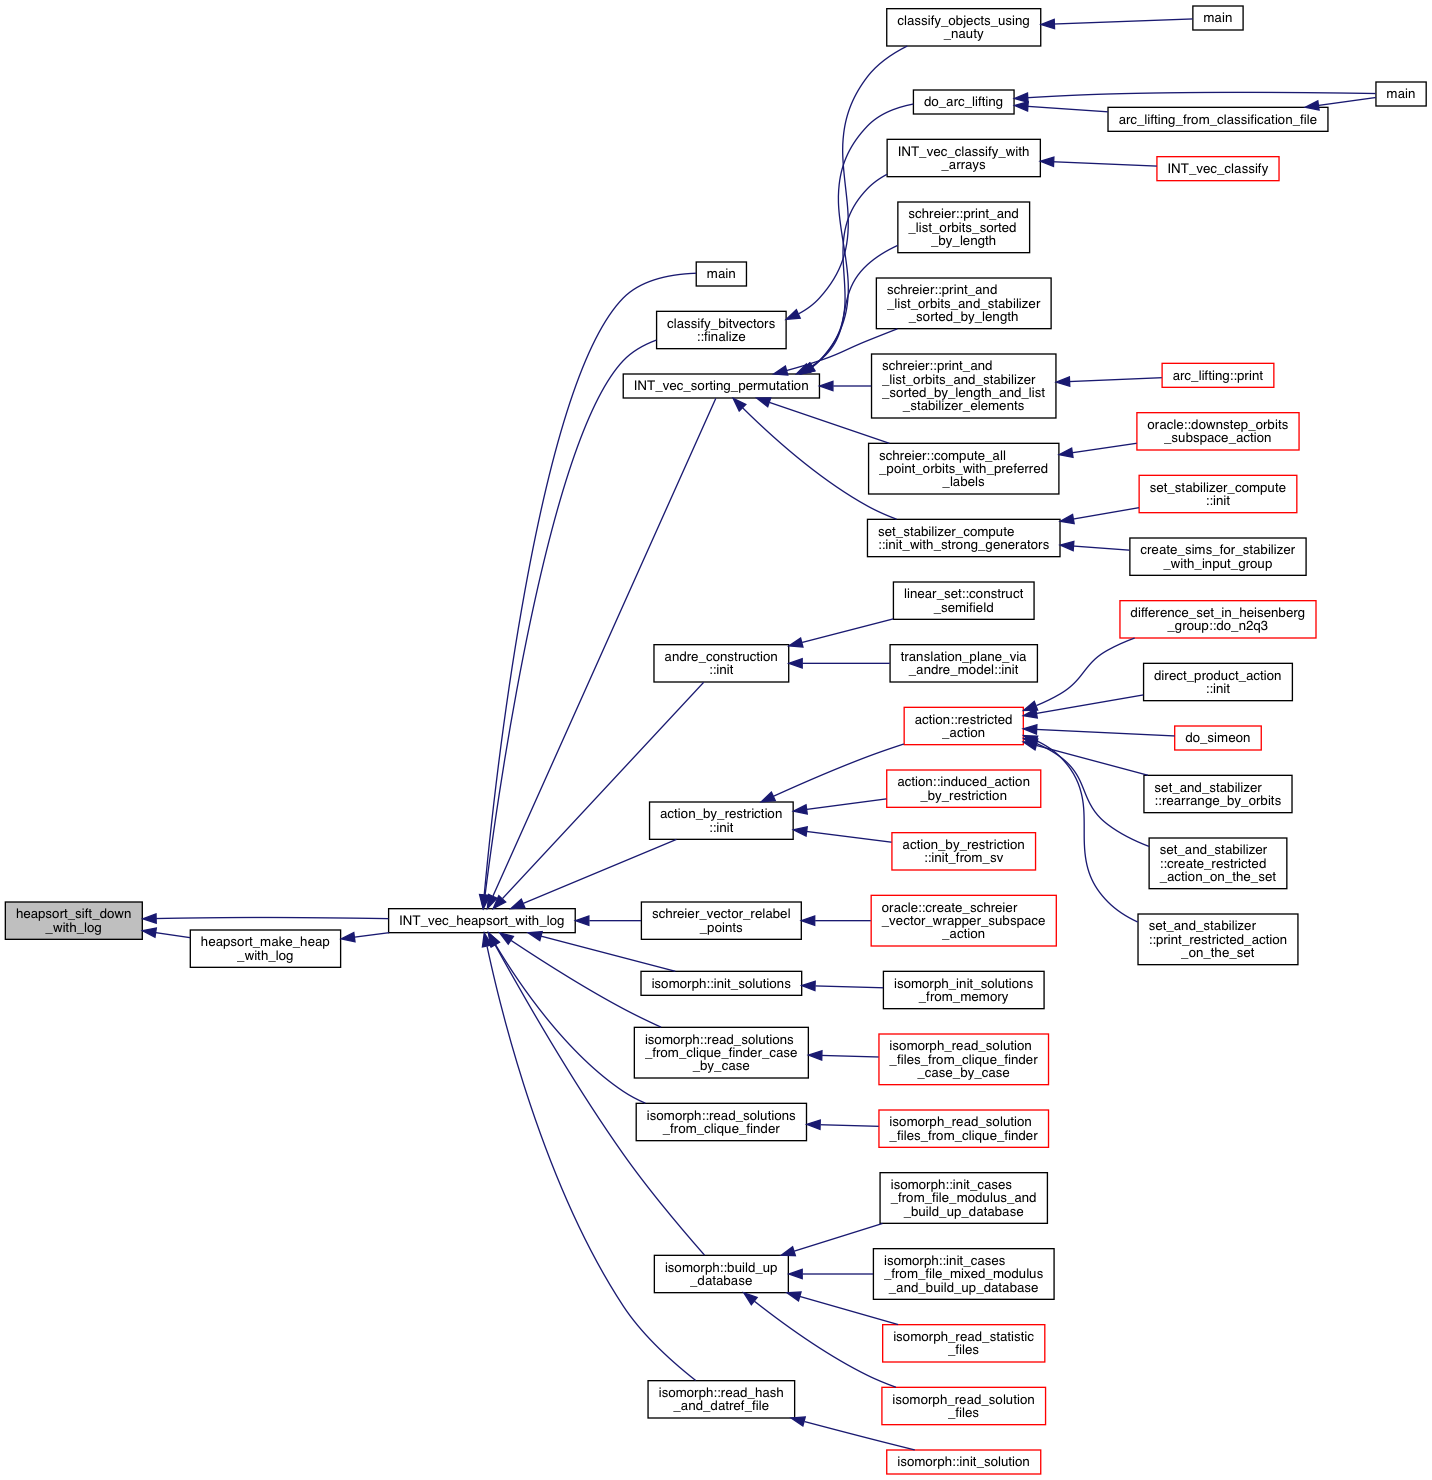 heapsort_sift_down
_with_log
heapsort_make_heap
_with_log
INT_vec_heapsort_with_log
main
classify_bitvectors
::finalize
INT_vec_sorting_permutation
andre_construction
::init
action_by_restriction
::init
schreier_vector_relabel
_points
isomorph::init_solutions
isomorph::read_solutions
_from_clique_finder_case
_by_case
isomorph::read_solutions
_from_clique_finder
isomorph::build_up
_database
isomorph::read_hash
_and_datref_file
classify_objects_using
_nauty
do_arc_lifting
INT_vec_classify_with
_arrays
schreier::print_and
_list_orbits_sorted
_by_length
schreier::print_and
_list_orbits_and_stabilizer
_sorted_by_length
schreier::print_and
_list_orbits_and_stabilizer
_sorted_by_length_and_list
_stabilizer_elements
schreier::compute_all
_point_orbits_with_preferred
_labels
set_stabilizer_compute
::init_with_strong_generators
linear_set::construct
_semifield
translation_plane_via
_andre_model::init
action::restricted
_action
action::induced_action
_by_restriction
action_by_restriction
::init_from_sv
oracle::create_schreier
_vector_wrapper_subspace
_action
isomorph_init_solutions
_from_memory
isomorph_read_solution
_files_from_clique_finder
_case_by_case
isomorph_read_solution
_files_from_clique_finder
isomorph::init_cases
_from_file_modulus_and
_build_up_database
isomorph::init_cases
_from_file_mixed_modulus
_and_build_up_database
isomorph_read_statistic
_files
isomorph_read_solution
_files
isomorph::init_solution
main
main
arc_lifting_from_classification_file
INT_vec_classify
arc_lifting::print
oracle::downstep_orbits
_subspace_action
set_stabilizer_compute
::init
create_sims_for_stabilizer
_with_input_group
difference_set_in_heisenberg
_group::do_n2q3
direct_product_action
::init
do_simeon
set_and_stabilizer
::rearrange_by_orbits
set_and_stabilizer
::create_restricted
_action_on_the_set
set_and_stabilizer
::print_restricted_action
_on_the_set